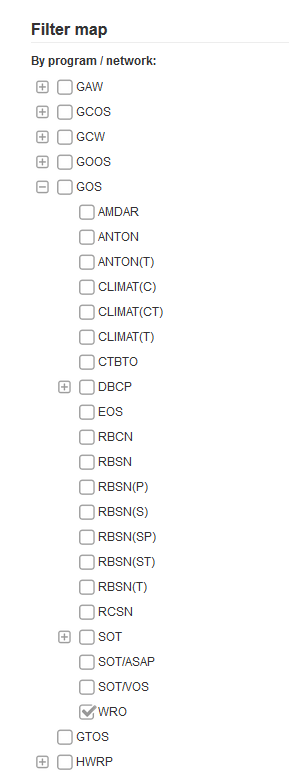 Filter map
By program / network:
GAW
GCOS
GCW
GOOS
GOS
AMDAR
ANTON
ANTON(T)
CLIMAT(C)
CLIMAT(CT)
CLIMAT(T)
CTBTO
DBCP
EOS
RBCN
RBSN
RBSN(P)
RBSN(S)
RBSN(SP)
RBSN(ST)
RBSN(T)
RCSN
SOT
SOT/ASAP
SOT/VOS
WRO
GTOS
HWRP